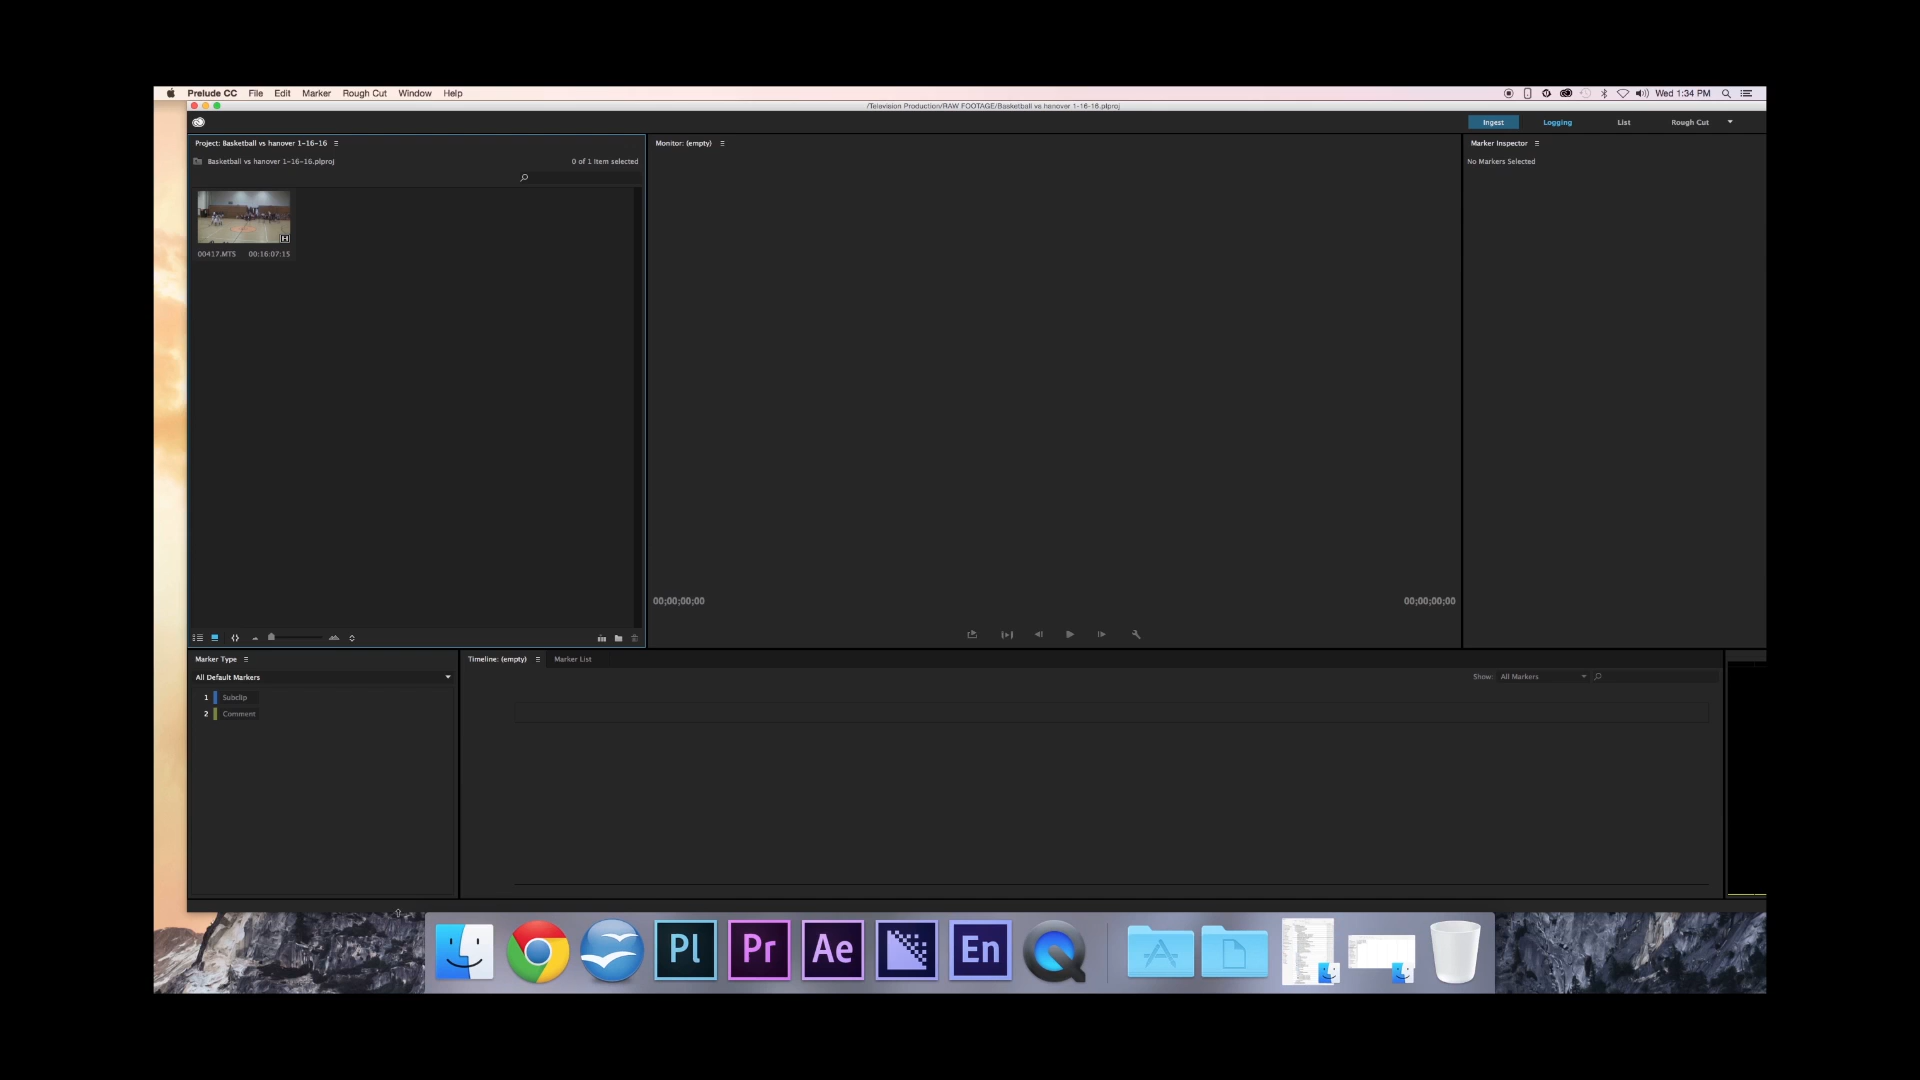 Prelude CC File Edit Marker Rough Cut Window Help
Wed 1:34 PM
/Television Production/RAW FOOTAGE/Basketball vs hanover 1-16-16.plproj
Ingest Logging List Rough Cut
Project: Basketball vs hanover 1-16-16
Monitor: (empty)
Marker Inspector
Basketball vs hanover 1-16-16.plproj
0 of 1 Item selected
No Markers Selected
00417.MTS 00:16:07:15
00;00;00;00
00;00;00;00
Marker Type
Timeline: (empty)
Marker List
All Default Markers
Show: All Markers
1 Subclip
2 Comment
Pl Pr Ae En